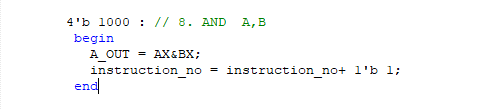 4'b 1000 : // 8. AND  A,B
begin
A_OUT = AX&BX;
instruction_no = instruction_no+ 1'b 1;
end